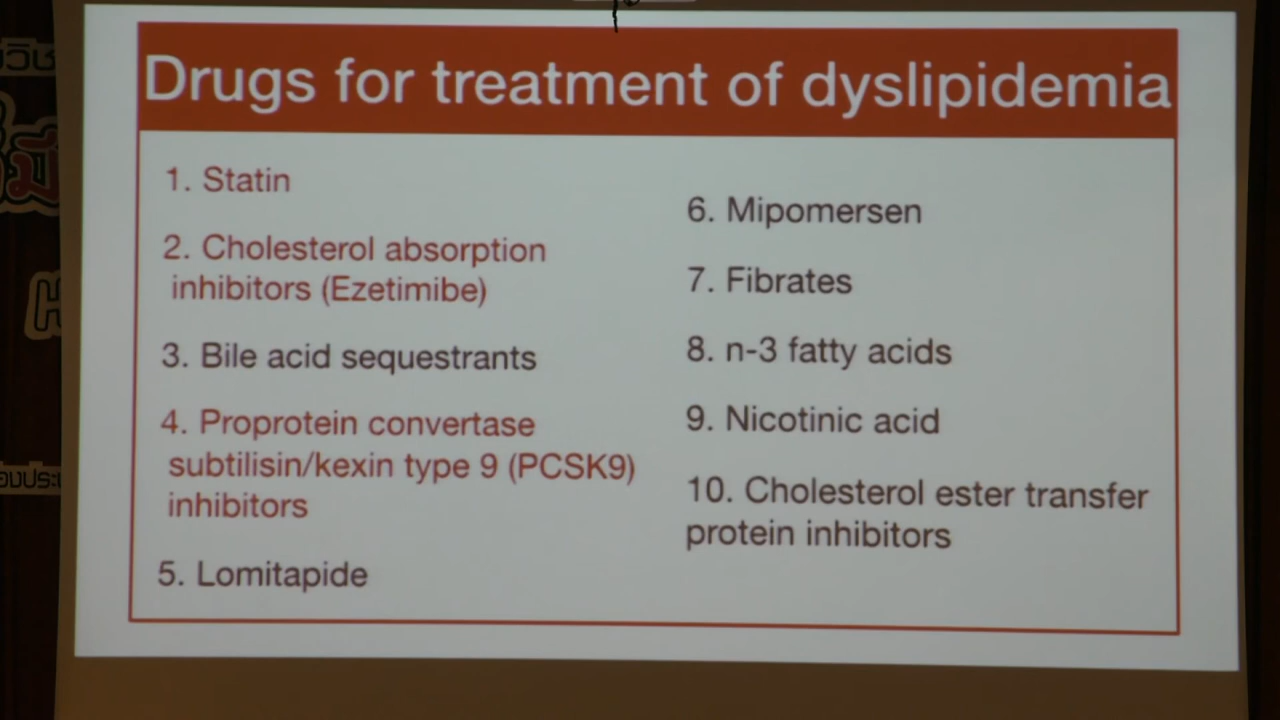 Drugs for treatment of dyslipidemia
1. Statin
2. Cholesterol absorption
inhibitors (Ezetimibe)
3. Bile acid sequestrants
4. Proprotein convertase
subtilisin/kexin type 9 (PCSK9)
inhibitors
5. Lomitapide
6. Mipomersen
7. Fibrates
8. n-3 fatty acids
9. Nicotinic acid
10. Cholesterol ester transfer
protein inhibitors